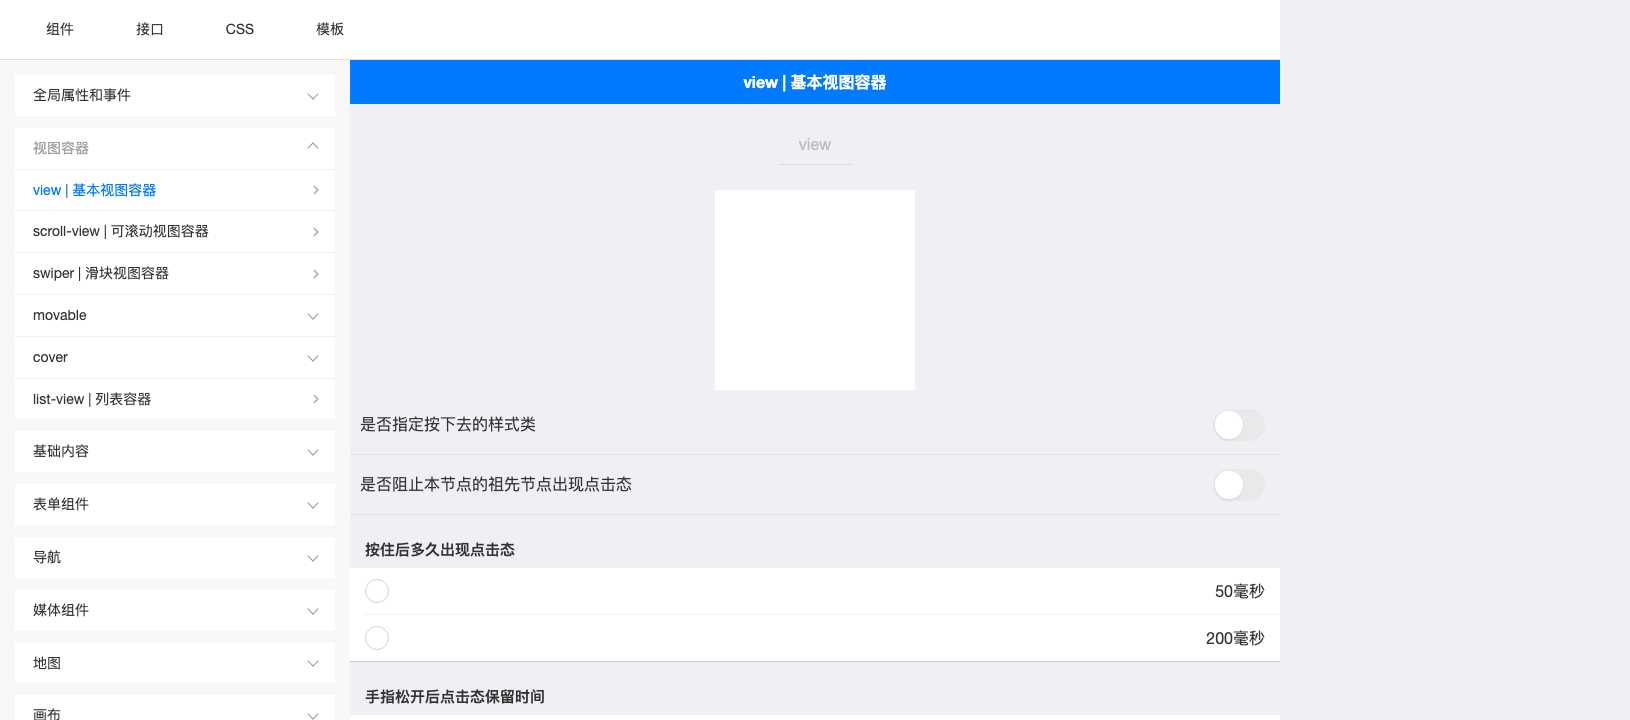 组件 接口 CSS 模板
全局属性和事件
视图容器
view | 基本视图容器
scroll-view | 可滚动视图容器
swiper | 滑块视图容器
movable
cover
list-view | 列表容器
基础内容
表单组件
导航
媒体组件
地图
画布
view | 基本视图容器
view
是否指定按下去的样式类
是否阻止本节点的祖先节点出现点击态
按住后多久出现点击态
50毫秒
200毫秒
手指松开后点击态保留时间